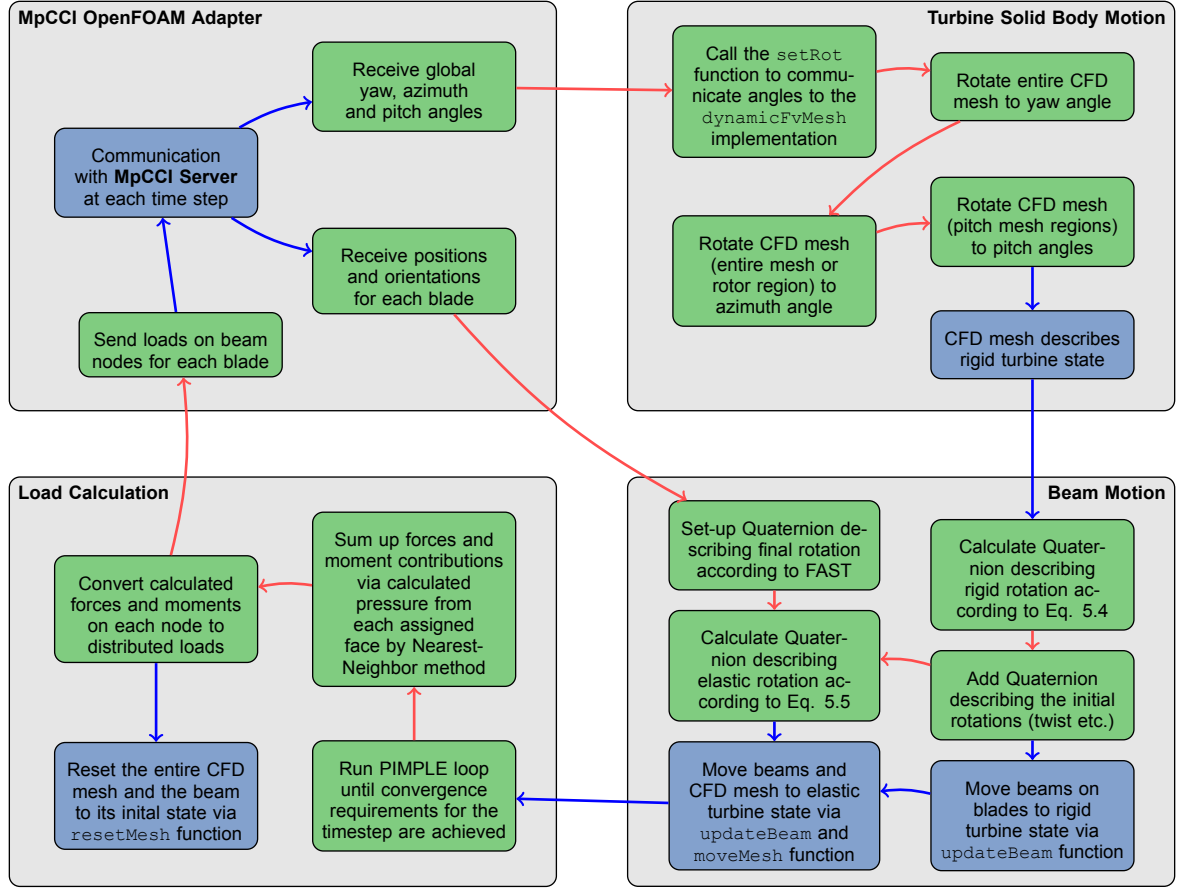 MpCCI OpenFOAM Adapter
Receive global
yaw, azimuth
and pitch angles
Communication
with MpCCI Server
at each time step
Receive positions
and orientations
for each blade
Send loads on beam
nodes for each blade
Turbine Solid Body Motion
Call the setRot
function to commu-
nicate angles to the
dynamicFvMesh
implementation
Rotate entire CFD
mesh to yaw angle
Rotate CFD mesh
(entire mesh or
rotor region) to
azimuth angle
Rotate CFD mesh
(pitch mesh regions)
to pitch angles
CFD mesh describes
rigid turbine state
Load Calculation
Sum up forces and
moment contributions
via calculated
pressure from
each assigned
face by Nearest-
Neighbor method
Convert calculated
forces and moments
on each node to
distributed loads
Reset the entire CFD
mesh and the beam
to its inital state via
resetMesh function
Run PIMPLE loop
until convergence
requirements for the
timestep are achieved
Beam Motion
Set-up Quaternion de-
scribing final rotation
according to FAST
Calculate Quater-
nion describing
rigid rotation ac-
cording to Eq. 5.4
Calculate Quater-
nion describing
elastic rotation ac-
cording to Eq. 5.5
Add Quaternion
describing the initial
rotations (twist etc.)
Move beams and
CFD mesh to elastic
turbine state via
updateBeam and
moveMesh function
Move beams on
blades to rigid
turbine state via
updateBeam function